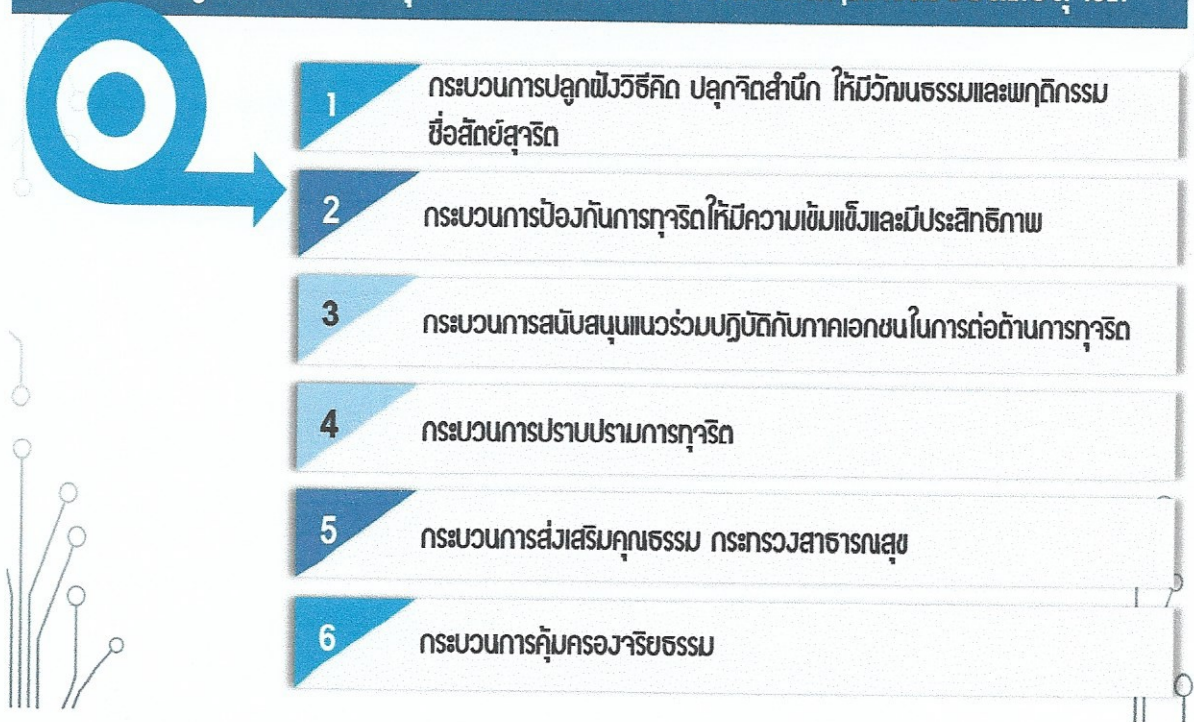 1
กระบวนการปลูกฝังวิธีคิด ปลุกจิตสำนึก ให้มีวัฒนธรรมและพฤติกรรม
ซื่อสัตย์สุจริต
2
กระบวนการป้องกันการทุจริตให้มีความเข้มแข็งและมีประสิทธิภาพ
3
กระบวนการสนับสนุนแนวร่วมปฏิบัติกับภาคเอกชนในการต่อต้านการทุจริต
4
กระบวนการปราบปรามการทุจริต
5
กระบวนการส่งเสริมคุณธรรม กระทรวงสาธารณสุข
6
กระบวนการคุ้มครองจริยธรรม